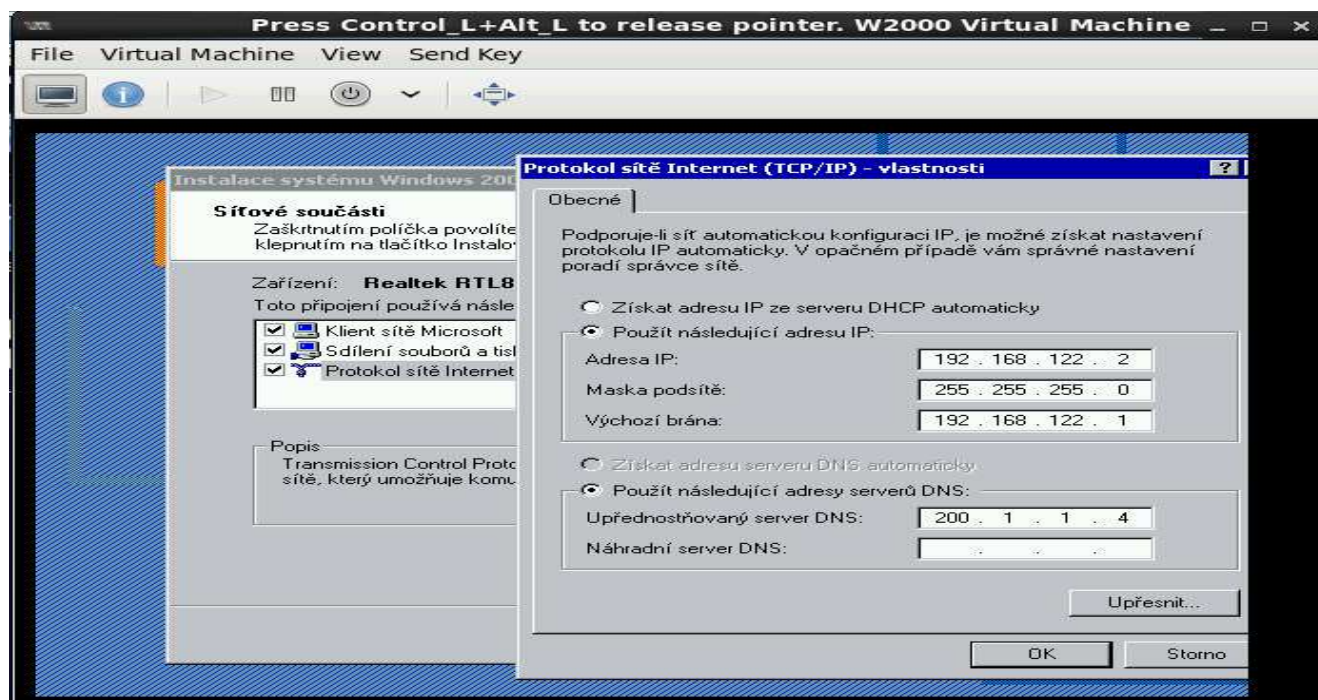 Press Control_L+Alt_L to release pointer. W2000 Virtual Machine
File Virtual Machine View Send Key
Instalace systému Windows 200
Síťové součásti
Zaškrtnutím políčka povolíte
klepnutím na tlačítko Instalov
Zařízení: Realtek RTL8
Toto připojení používá násle
Klient sítě Microsoft
Sdílení souborů a tisl
Protokol sítě Internet
Popis
Transmission Control Proto
sítě, který umožňuje komu
Protokol sítě Internet (TCP/IP) - vlastnosti
Obecné
Podporuje-li síť automatickou konfiguraci IP, je možné získat nastavení
protokolu IP automaticky. V opačném případě vám správné nastavení
poradí správce sítě.
Získat adresu IP ze serveru DHCP automaticky
Použít následující adresu IP:
Adresa IP: 192 . 168 . 122 . 2
Maska podsítě: 255 . 255 . 255 . 0
Výchozí brána: 192 . 168 . 122 . 1
Získat adresu serveru DNS automaticky
Použít následující adresy serverů DNS:
Upřednostňovaný server DNS: 200 . 1 . 1 . 4
Náhradní server DNS: . . .
Upřesnit...
OK Storno